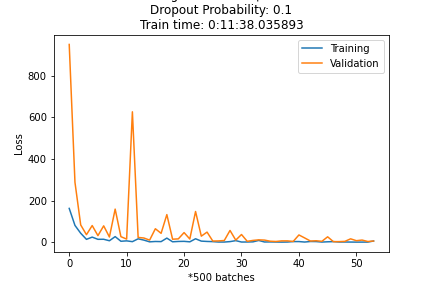 Dropout Probability: 0.1
Train time: 0:11:38.035893
Training
Validation
Loss
800
600
400
200
0
0 10 20 30 40 50
*500 batches